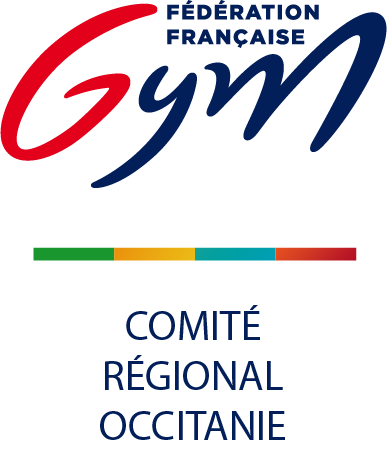 FÉDÉRATION
FRANÇAISE
Gym
COMITÉ
RÉGIONAL
OCCITANIE